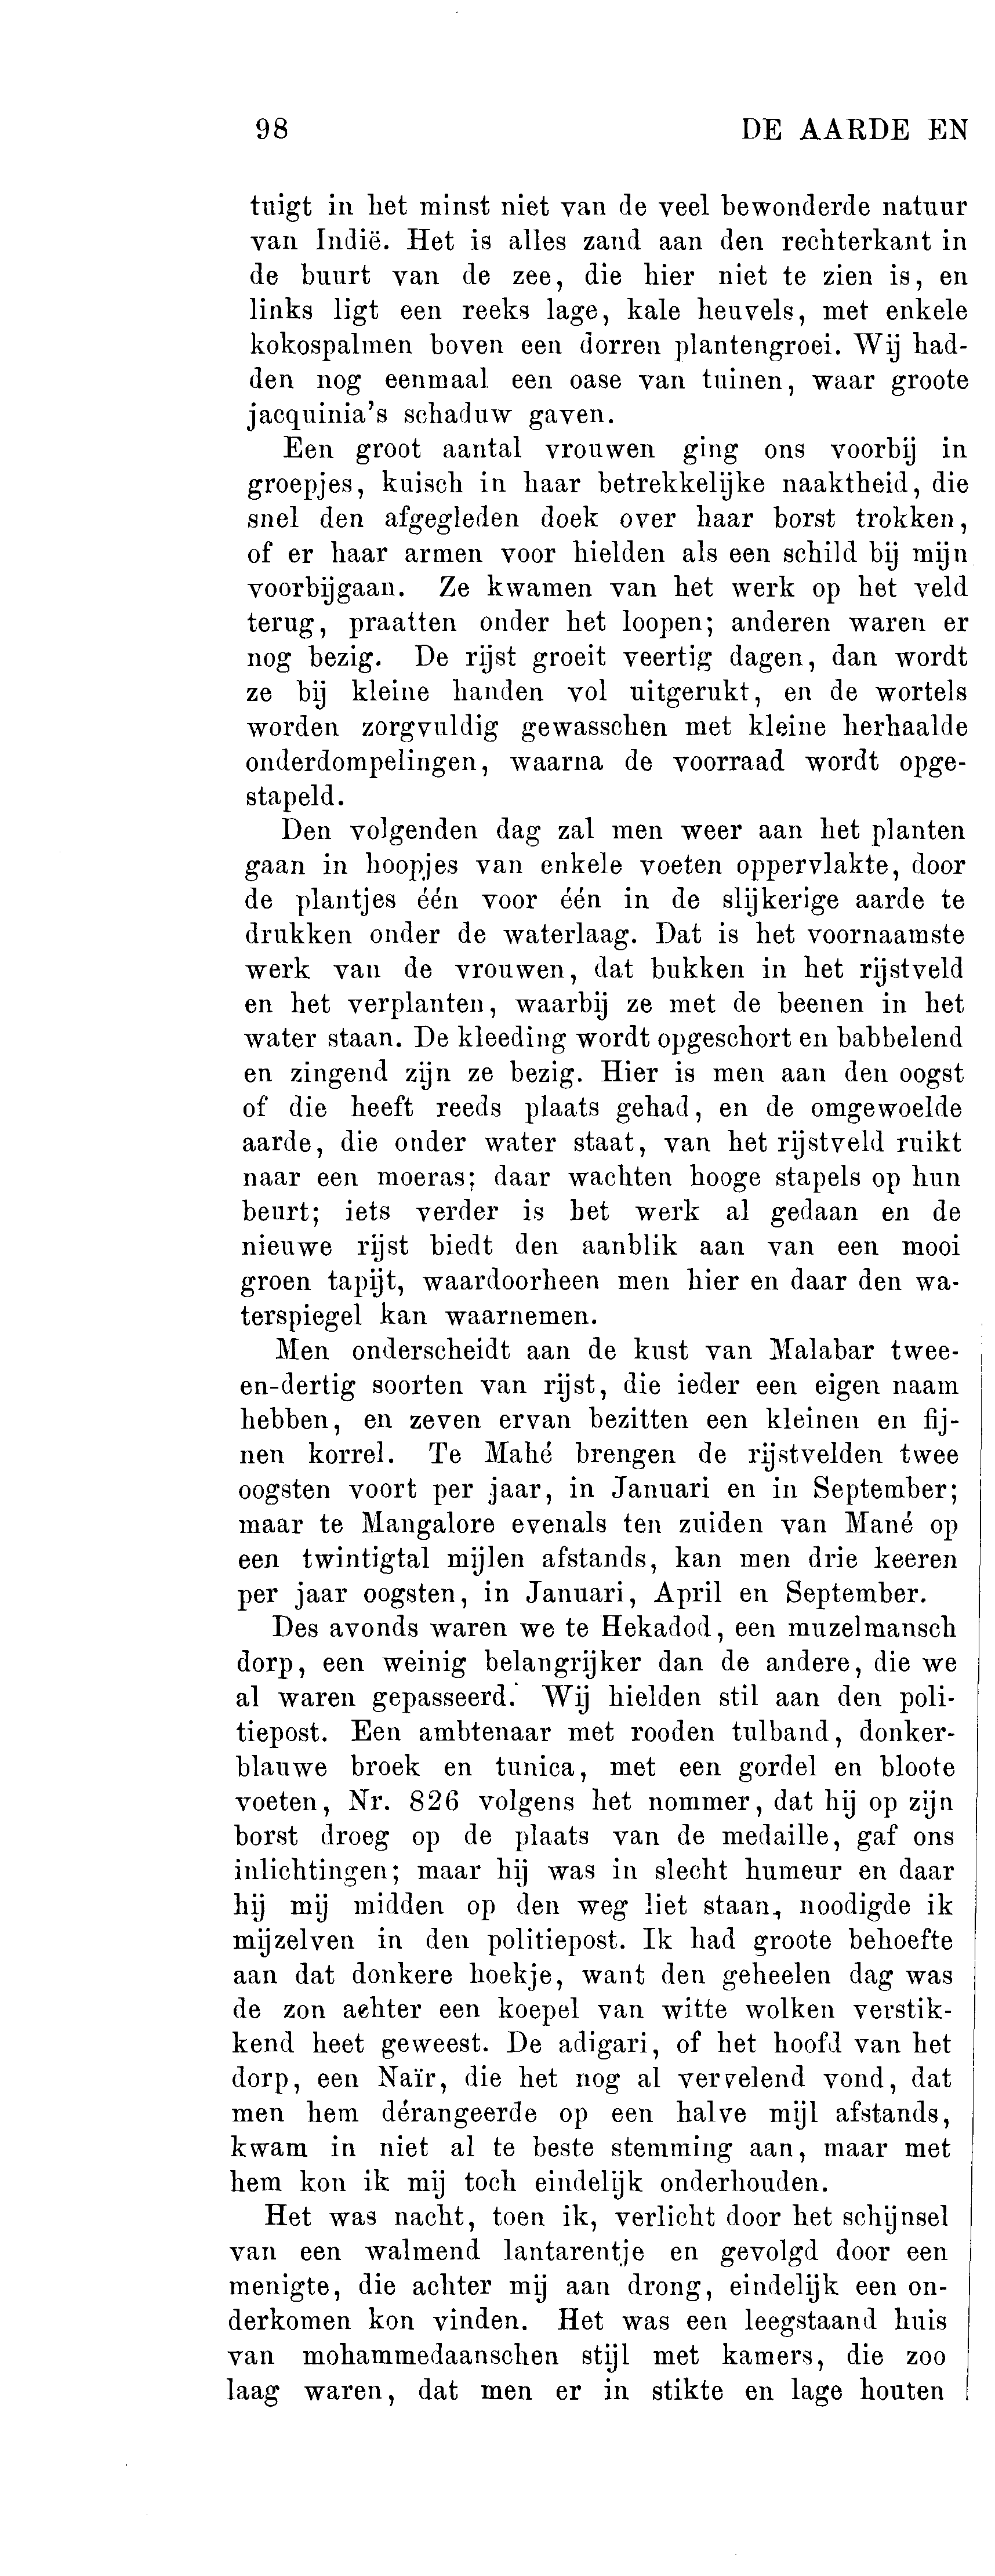 98 DE AARDE EN
tuigt in het minst niet van de veel bewonderde natuur
van Indië. Het is alles zand aan den rechterkant in
de buurt van de zee, die hier niet te zien is, en
links ligt een reeks lage, kale heuvels, met enkele
kokospalmen boven een dorren plantengroei. Wij had-
den nog eenmaal een oase van tuinen, waar groote
jacquinia's schaduw gaven.
Een groot aantal vrouwen ging ons voorbij in
groepjes, kuisch in haar betrekkelijke naaktheid, die
snel den afgegleden doek over haar borst trokken,
of er haar armen voor hielden als een schild bij mijn
voorbijgaan. Ze kwamen van het werk op het veld
terug, praatten onder het loopen; anderen waren er
nog bezig. De rijst groeit veertig dagen, dan wordt
ze bij kleine handen vol uitgerukt, en de wortels
worden zorgvuldig gewasschen met kleine herhaalde
onderdompelingen, waarna de voorraad wordt opge-
stapeld.
Den volgenden dag zal men weer aan het planten
gaan in hoopjes van enkele voeten oppervlakte, door
de plantjes één voor één in de slijkerige aarde te
drukken onder de waterlaag. Dat is het voornaamste
werk van de vrouwen, dat bukken in het rijstveld
en het verplanten, waarbij ze met de beenen in het
water staan. De kleeding wordt opgeschort en babbelend
en zingend zijn ze bezig. Hier is men aan den oogst
of die heeft reeds plaats gehad, en de omgewoelde
aarde, die onder water staat, van het rijstveld ruikt
naar een moeras; daar wachten hooge stapels op hun
beurt; iets verder is het werk al gedaan en de
nieuwe rijst biedt den aanblik aan van een mooi
groen tapijt, waardoorheen men hier en daar den wa-
terspiegel kan waarnemen.
Men onderscheidt aan de kust van Malabar twee-
en-dertig soorten van rijst, die ieder een eigen naam
hebben, en zeven ervan bezitten een kleinen en fij-
nen korrel. Te Mahé brengen de rijstvelden twee
oogsten voort per jaar, in Januari en in September;
maar te Mangalore evenals ten zuiden van Mané op
een twintigtal mijlen afstands, kan men drie keeren
per jaar oogsten, in Januari, April en September.
Des avonds waren we te Hekadod, een muzelmansch
dorp, een weinig belangrijker dan de andere, die we
al waren gepasseerd. Wij hielden stil aan den poli-
tiepost. Een ambtenaar met rooden tulband, donker-
blauwe broek en tunica, met een gordel en bloote
voeten, Nr. 826 volgens het nommer, dat hij op zijn
borst droeg op de plaats van de medaille, gaf ons
inlichtingen; maar hij was in slecht humeur en daar
hij mij midden op den weg liet staan, noodigde ik
mijzelven in den politiepost. Ik had groote behoefte
aan dat donkere hoekje, want den geheelen dag was
de zon achter een koepel van witte wolken verstik-
kend heet geweest. De adigari, of het hoofd van het
dorp, een Naïr, die het nog al vervelend vond, dat
men hem dérangeerde op een halve mijl afstands,
kwam in niet al te beste stemming aan, maar met
hem kon ik mij toch eindelijk onderhouden.
Het was nacht, toen ik, verlicht door het schijnsel
van een walmend lantarentje en gevolgd door een
menigte, die achter mij aan drong, eindelijk een on-
derkomen kon vinden. Het was een leegstaand huis
van mohammedaanschen stijl met kamers, die zoo
laag waren, dat men er in stikte en lage houten